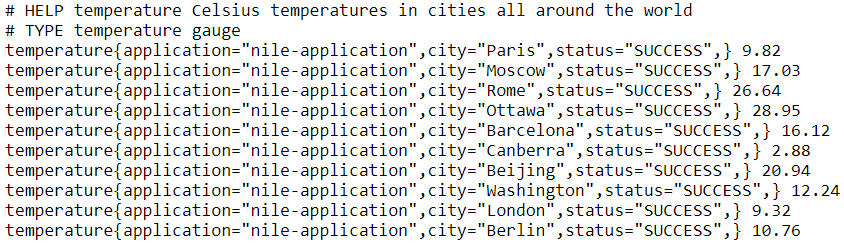 # HELP temperature Celsius temperatures in cities all around the world
# TYPE temperature gauge
temperature{application="nile-application",city="Paris",status="SUCCESS",} 9.82
temperature{application="nile-application",city="Moscow",status="SUCCESS",} 17.03
temperature{application="nile-application",city="Rome",status="SUCCESS",} 26.64
temperature{application="nile-application",city="Ottawa",status="SUCCESS",} 28.95
temperature{application="nile-application",city="Barcelona",status="SUCCESS",} 16.12
temperature{application="nile-application",city="Canberra",status="SUCCESS",} 2.88
temperature{application="nile-application",city="Beijing",status="SUCCESS",} 20.94
temperature{application="nile-application",city="Washington",status="SUCCESS",} 12.24
temperature{application="nile-application",city="London",status="SUCCESS",} 9.32
temperature{application="nile-application",city="Berlin",status="SUCCESS",} 10.76